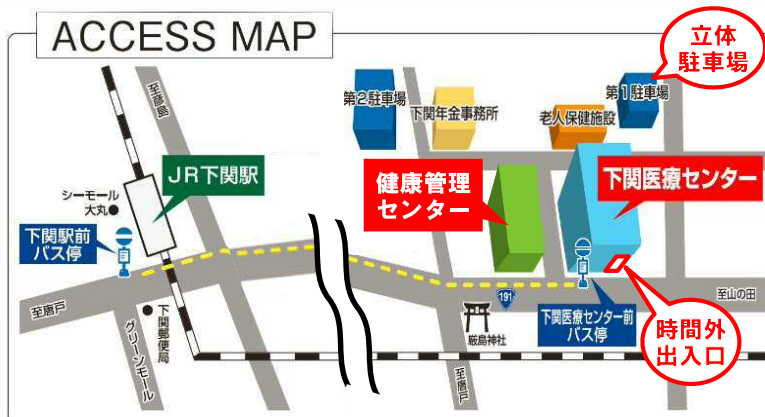 ACCESS MAP
立体
駐車場
至彦島
第2駐車場
下関年金事務所
老人保健施設
第1駐車場
JR下関駅
健康管理
センター
下関医療センター
シーモール
大丸
下関駅前
バス停
至唐戸
下関郵便局
グリーンモール
191
厳島神社
至唐戸
下関医療センター前
バス停
至山の田
時間外
出入口